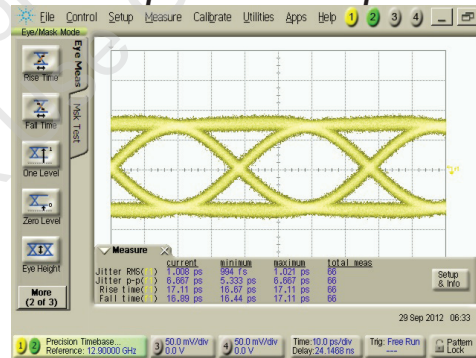 File Control Setup Measure Calibrate Utilities Apps Help 1 2 3 4
Eye/Mask Mode
Eye Meas
Msk Test
Rise Time
Fall Time
One Level
Zero Level
Eye Height
More
(2 of 3)
Measure
current minimum maximum total meas
Jitter RMS( ) 1.008 ps 994 fs 1.021 ps 66
Jitter p-p( ) 6.667 ps 5.333 ps 6.667 ps 66
Rise time( ) 17.11 ps 16.67 ps 17.11 ps 66
Fall time( ) 16.89 ps 16.44 ps 17.11 ps 66
Setup
& Info
29 Sep 2012 06:33
1 2 Precision Timebase...
Reference: 12.90000 GHz
3 50.0 mV/div
0.0 V
4 50.0 mV/div
0.0 V
Time:10.0 ps/div
Delay:24.1468 ns
Trig: Free Run
---
Pattern
Lock